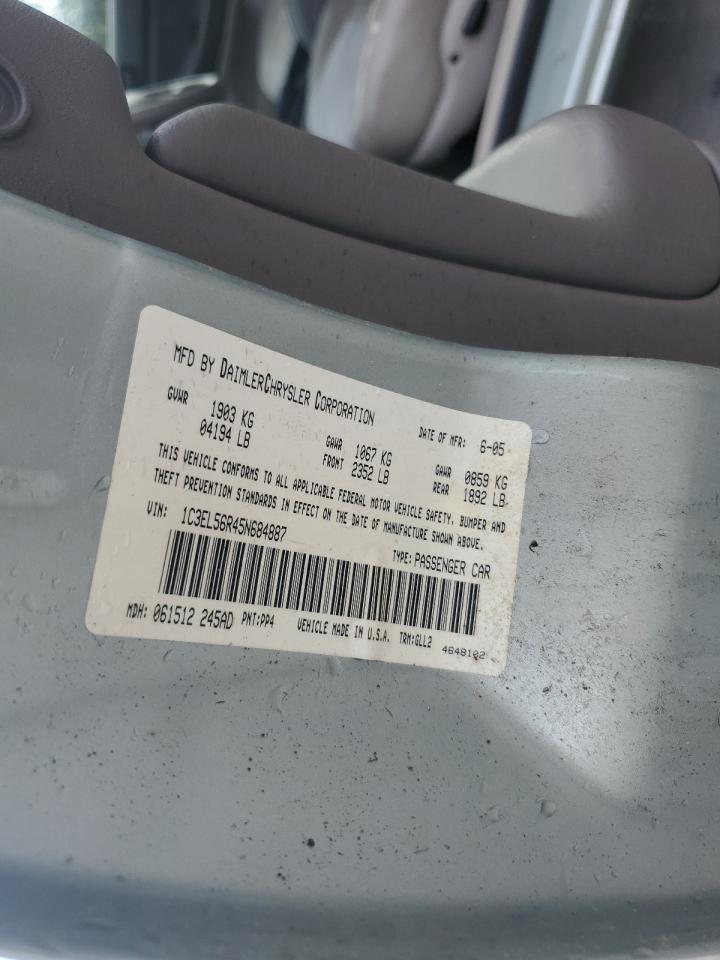 MFD BY DAIMLERCHRYSLER CORPORATION
DATE OF MFR: 6-05
GVWR 1903 KG 04194 LB
GAWR FRONT 1067 KG 2352 LB
GAWR REAR 0859 KG 1892 LB
THIS VEHICLE CONFORMS TO ALL APPLICABLE FEDERAL MOTOR VEHICLE SAFETY, BUMPER AND
THEFT PREVENTION STANDARDS IN EFFECT ON THE DATE OF MANUFACTURE SHOWN ABOVE.
VIN: 1C3EL56R45N684887
TYPE: PASSENGER CAR
MDH: 061512 245AD PNT:PP4 VEHICLE MADE IN U.S.A. TRM:GLL2
4648102